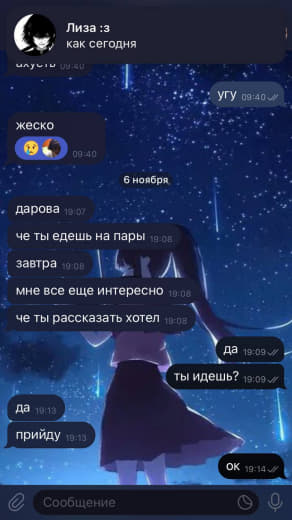 Лиза :з
как сегодня
ахуеть 09:40
угу 09:40
жеско
09:40
6 ноября
дарова 19:07
че ты едешь на пары 19:08
завтра 19:08
мне все еще интересно 19:08
че ты рассказать хотел 19:08
да 19:09
ты идешь? 19:09
да 19:13
прийду 19:13
ок 19:14
Сообщение